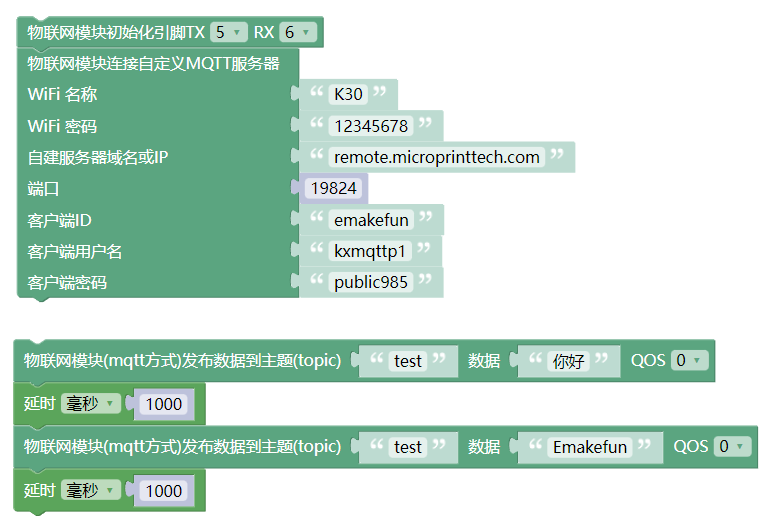 物联网模块初始化引脚TX 5 RX 6
物联网模块连接自定义MQTT服务器
WiFi 名称 “ K30 ”
WiFi 密码 “ 12345678 ”
自建服务器域名或IP “ remote.microprinttech.com ”
端口 19824
客户端ID “ emakefun ”
客户端用户名 “ kxmqttp1 ”
客户端密码 “ public985 ”
物联网模块(mqtt方式)发布数据到主题(topic) “ test ” 数据 “ 你好 ” QOS 0
延时 毫秒 1000
物联网模块(mqtt方式)发布数据到主题(topic) “ test ” 数据 “ Emakefun ” QOS 0
延时 毫秒 1000